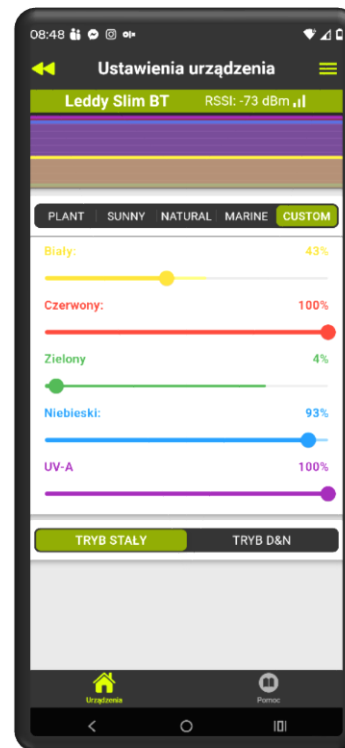 08:48
Ustawienia urządzenia
Leddy Slim BT RSSI: -73 dBm
PLANT SUNNY NATURAL MARINE CUSTOM
Biały: 43%
Czerwony: 100%
Zielony 4%
Niebieski: 93%
UV-A 100%
TRYB STAŁY TRYB D&N
Urządzenia Pomoc